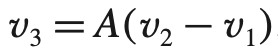 v₃ = A(v₂ − v₁)